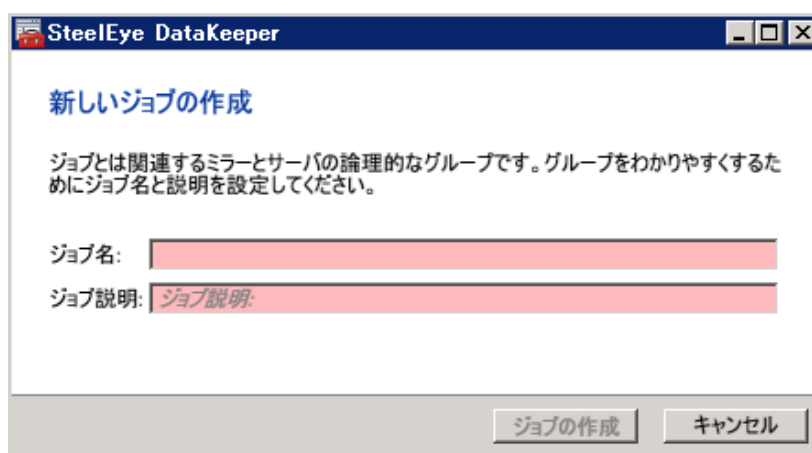 SteelEye DataKeeper
新しいジョブの作成
ジョブとは関連するミラーとサーバの論理的なグループです。グループをわかりやすくするた
めにジョブ名と説明を設定してください。
ジョブ名:
ジョブ説明: ジョブ説明:
ジョブの作成 キャンセル